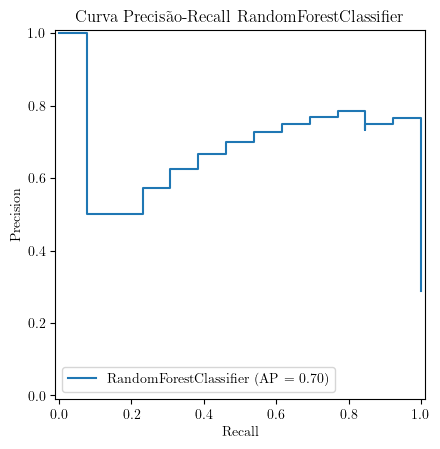 Curva Precisão-Recall RandomForestClassifier
1.0
0.8
0.6
0.4
0.2
0.0
Precision
RandomForestClassifier (AP = 0.70)
0.0 0.2 0.4 0.6 0.8 1.0
Recall